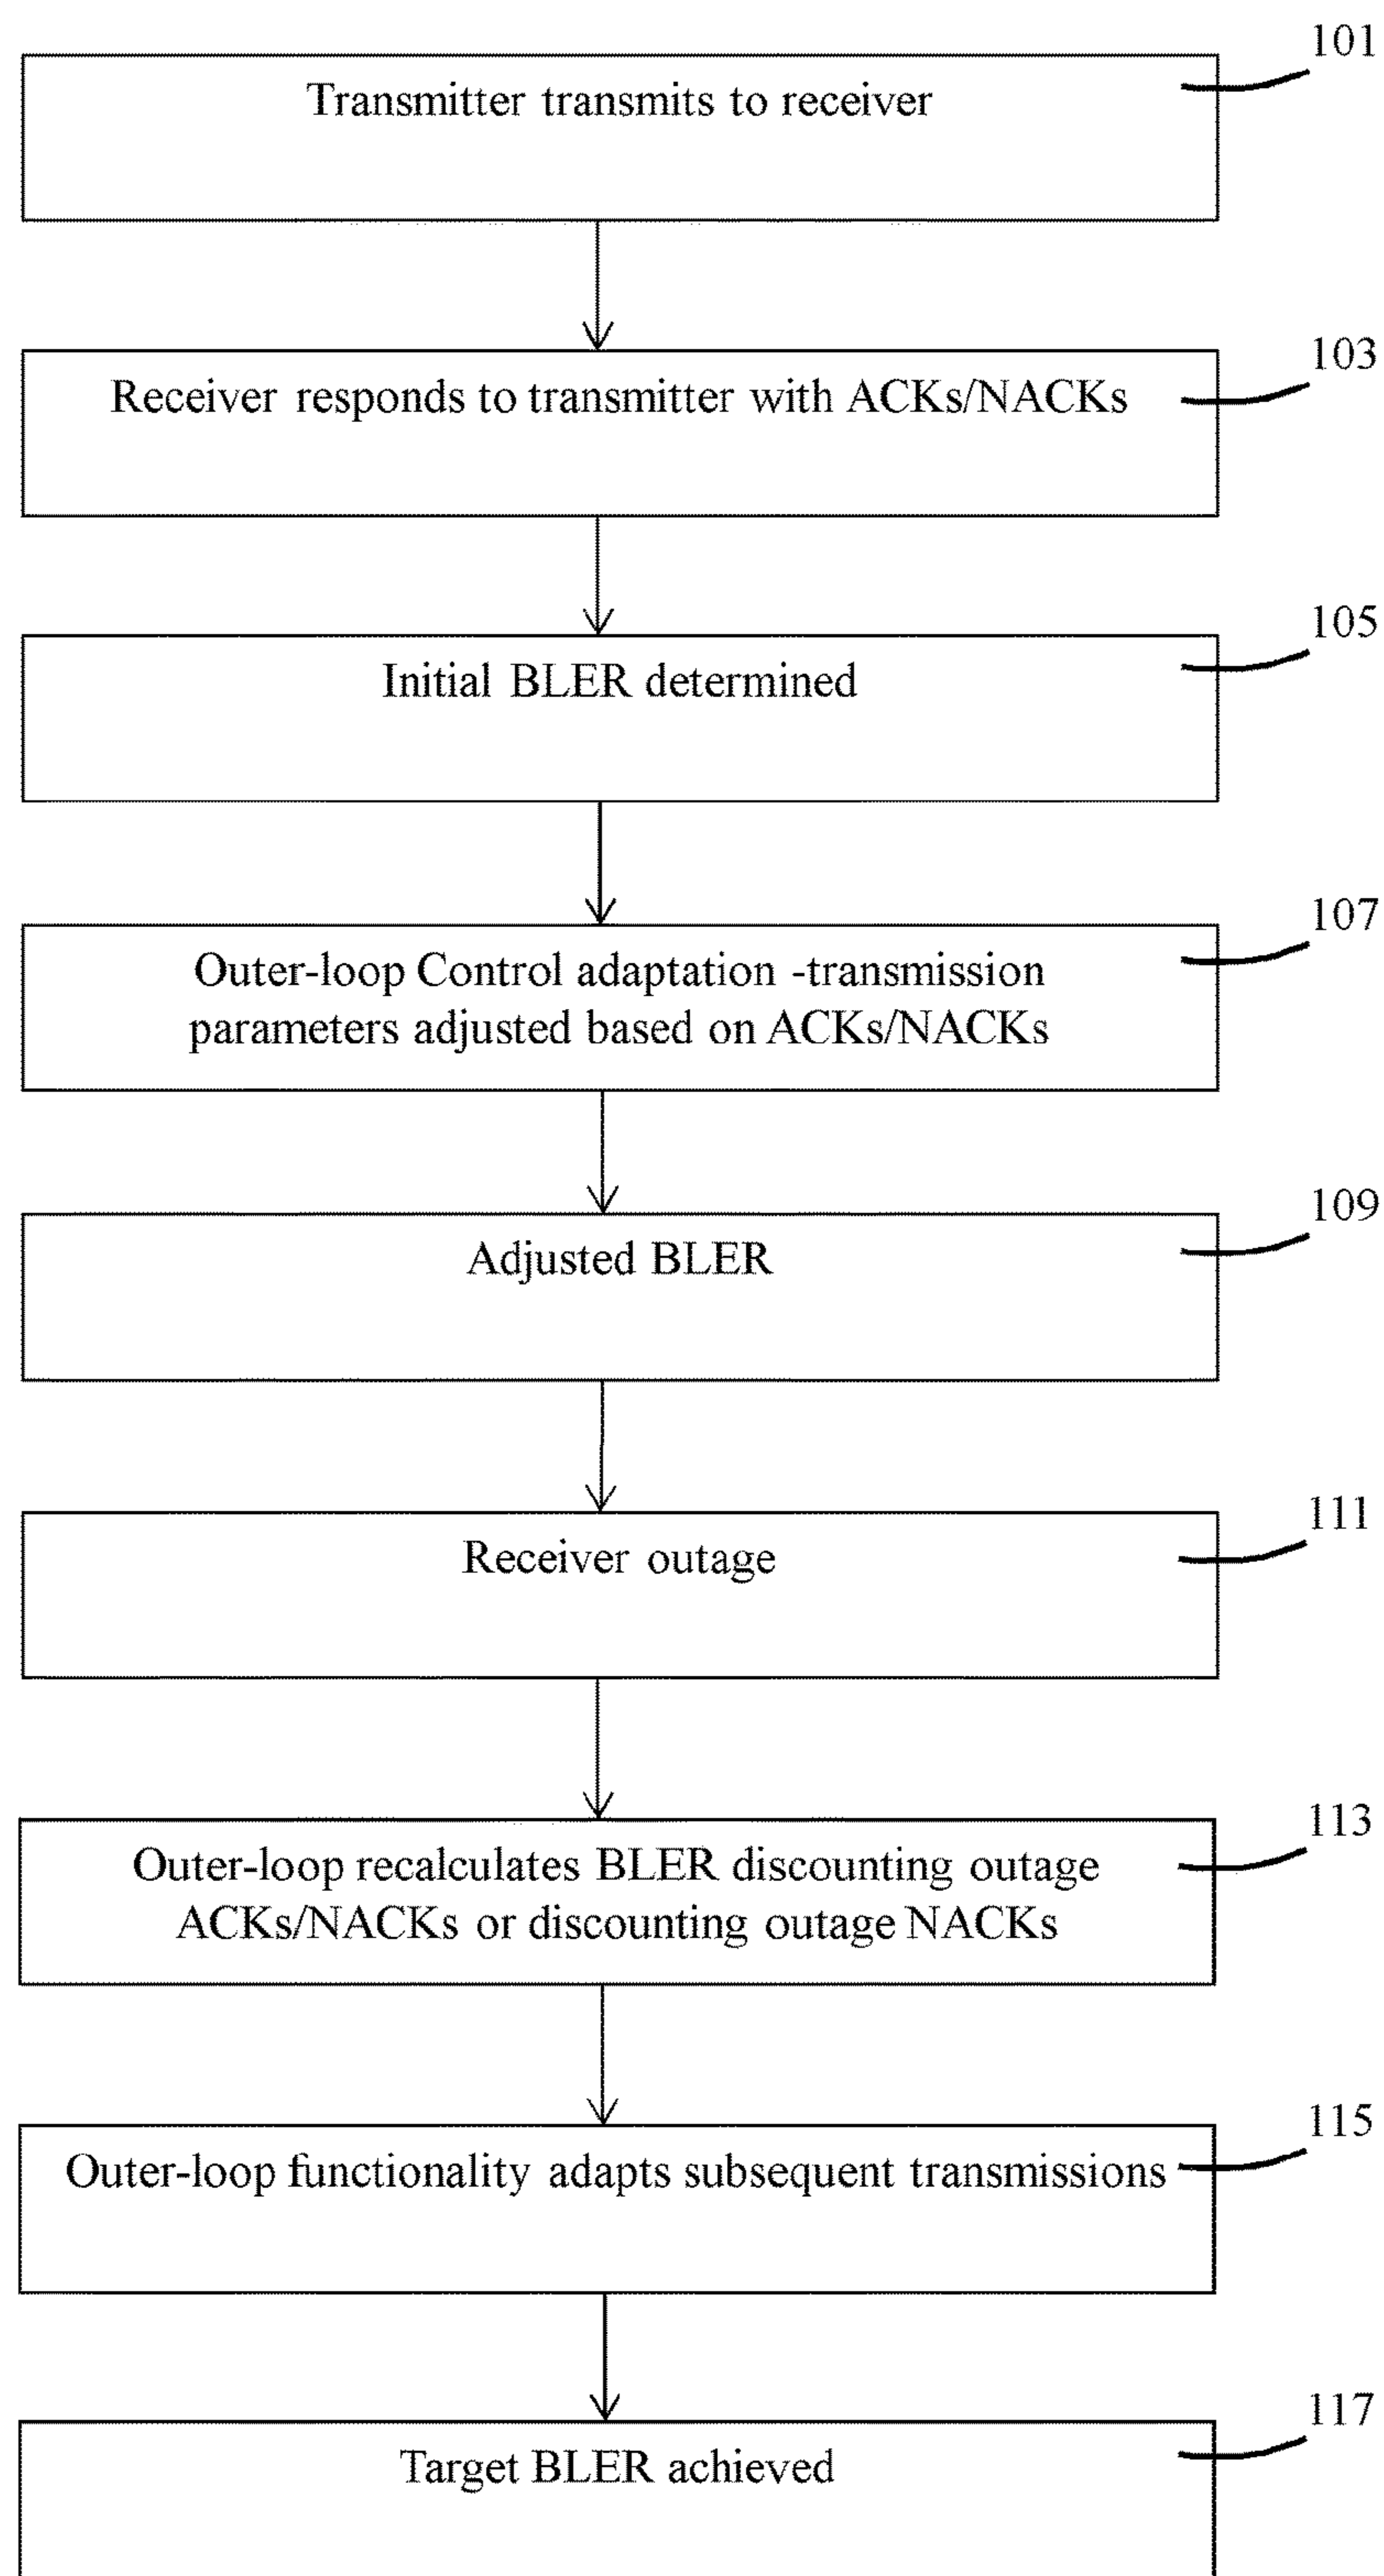 101
Transmitter transmits to receiver
103
Receiver responds to transmitter with ACKs/NACKs
105
Initial BLER determined
107
Outer-loop Control adaptation -transmission
parameters adjusted based on ACKs/NACKs
109
Adjusted BLER
111
Receiver outage
113
Outer-loop recalculates BLER discounting outage
ACKs/NACKs or discounting outage NACKs
115
Outer-loop functionality adapts subsequent transmissions
117
Target BLER achieved